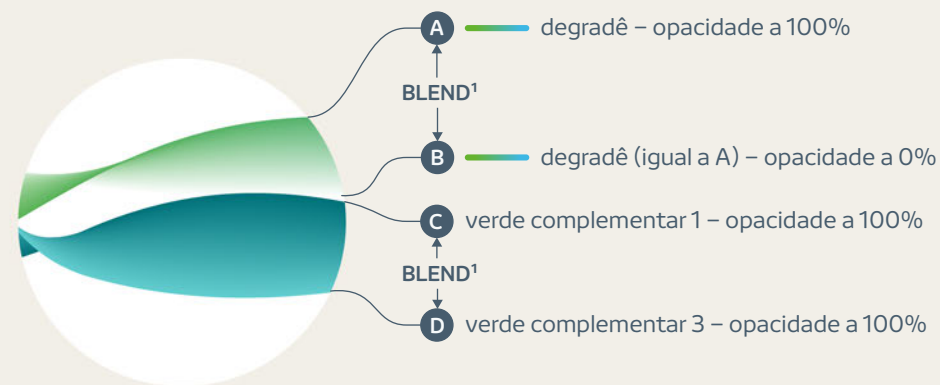 A degradê – opacidade a 100%
BLEND¹
B degradê (igual a A) – opacidade a 0%
C verde complementar 1 – opacidade a 100%
BLEND¹
D verde complementar 3 – opacidade a 100%